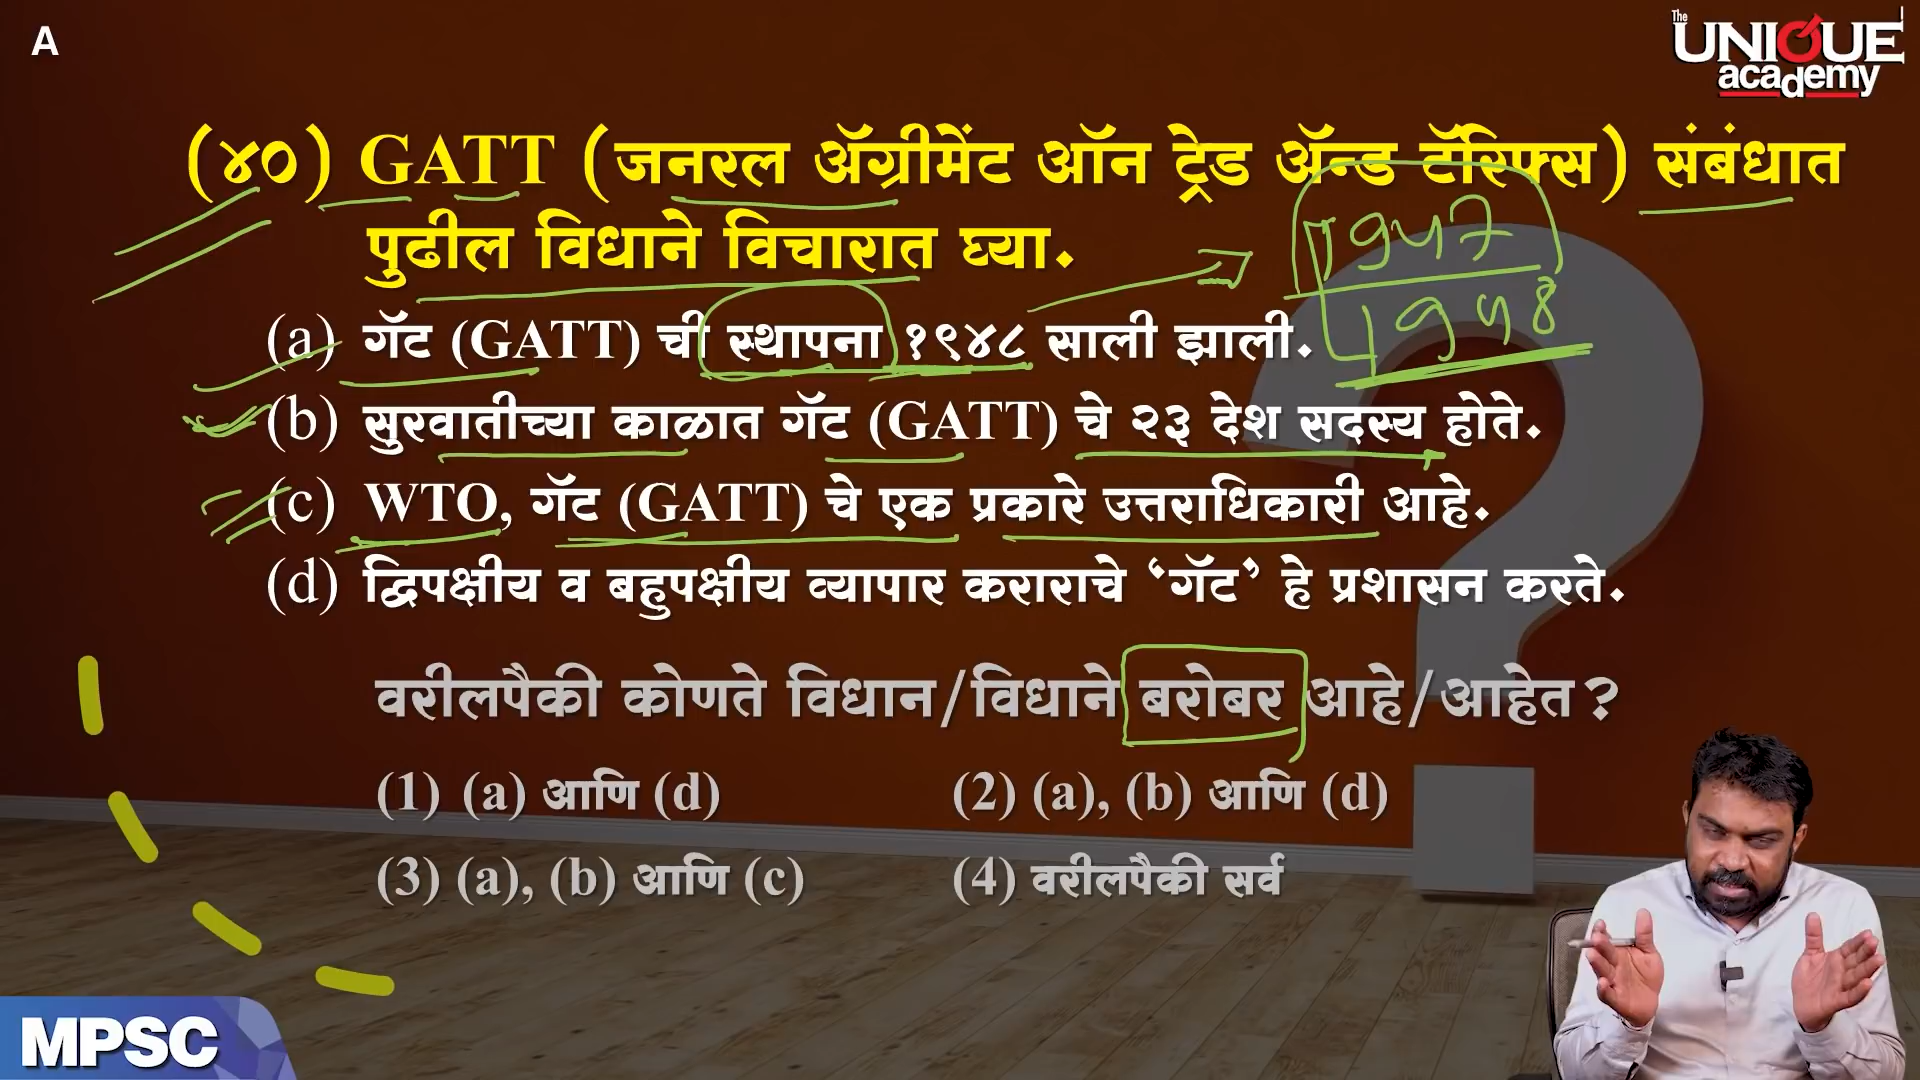 A
The
UNIQUE
academy
(४०) GATT (जनरल ॲग्रीमेंट ऑन ट्रेड ॲन्ड टॅरिफ्स) संबंधात
पुढील विधाने विचारात घ्या.
1947
1948
(a) गॅट (GATT) ची स्थापना १९४८ साली झाली.
(b) सुरवातीच्या काळात गॅट (GATT) चे २३ देश सदस्य होते.
(c) WTO, गॅट (GATT) चे एक प्रकारे उत्तराधिकारी आहे.
(d) द्विपक्षीय व बहुपक्षीय व्यापार कराराचे ‘गॅट’ हे प्रशासन करते.
वरीलपैकी कोणते विधान/विधाने बरोबर आहे/आहेत?
(1) (a) आणि (d) (2) (a), (b) आणि (d)
(3) (a), (b) आणि (c) (4) वरीलपैकी सर्व
MPSC